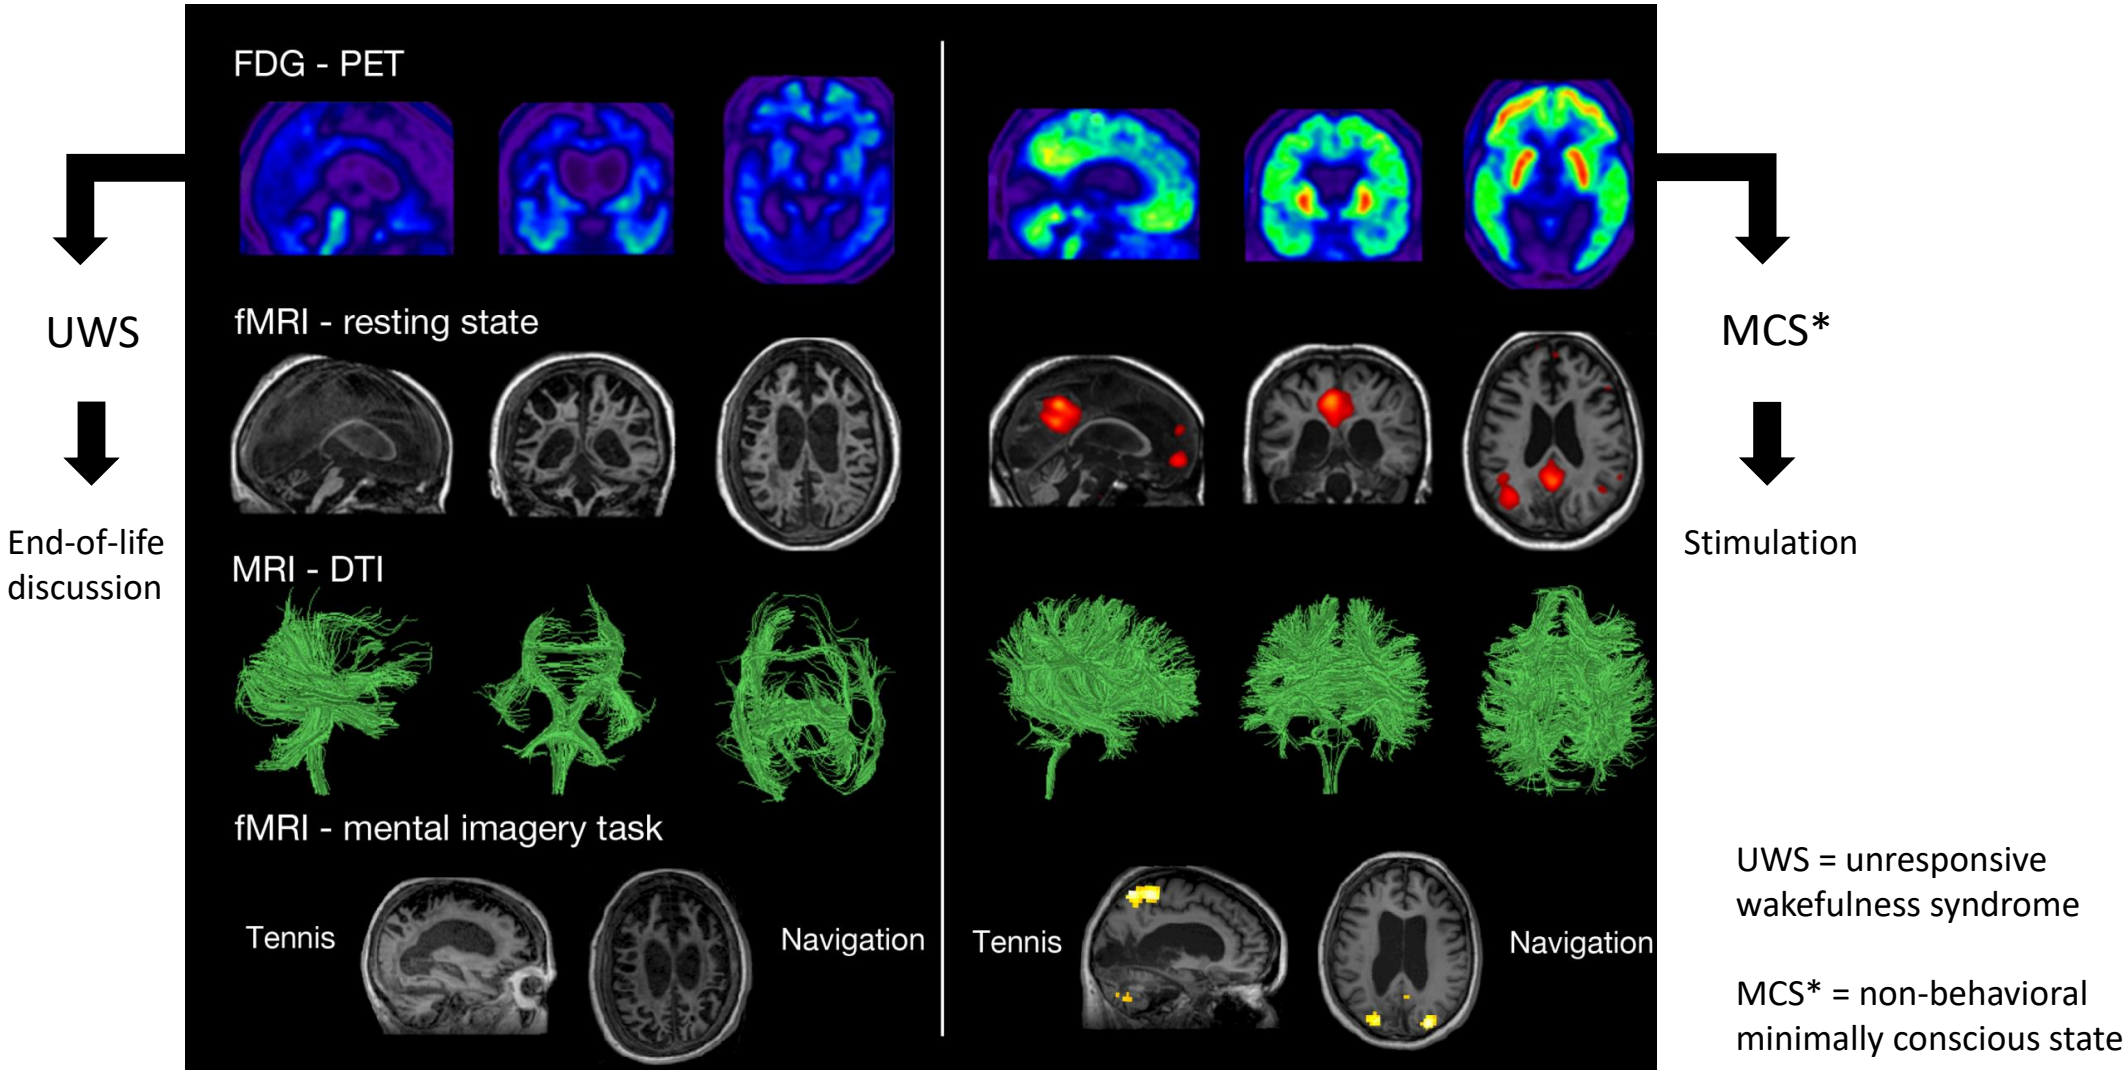 FDG - PET
fMRI - resting state
UWS
MCS*
End-of-life
discussion
Stimulation
MRI - DTI
fMRI - mental imagery task
Tennis
Navigation
Tennis
Navigation
UWS = unresponsive
wakefulness syndrome
MCS* = non-behavioral
minimally conscious state